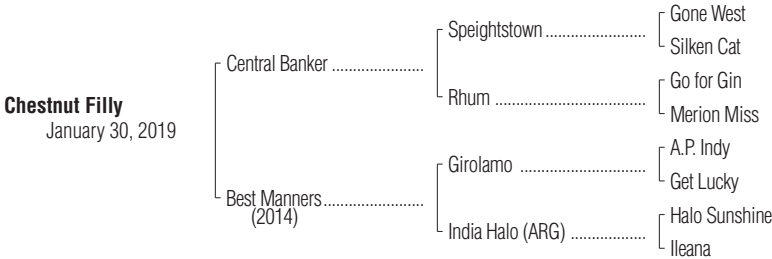 Gone West
Speightstown
Silken Cat
Central Banker
Go for Gin
Rhum
Merion Miss
Chestnut Filly
January 30, 2019
A.P. Indy
Girolamo
Get Lucky
Best Manners
(2014)
Halo Sunshine
India Halo (ARG)
Ileana